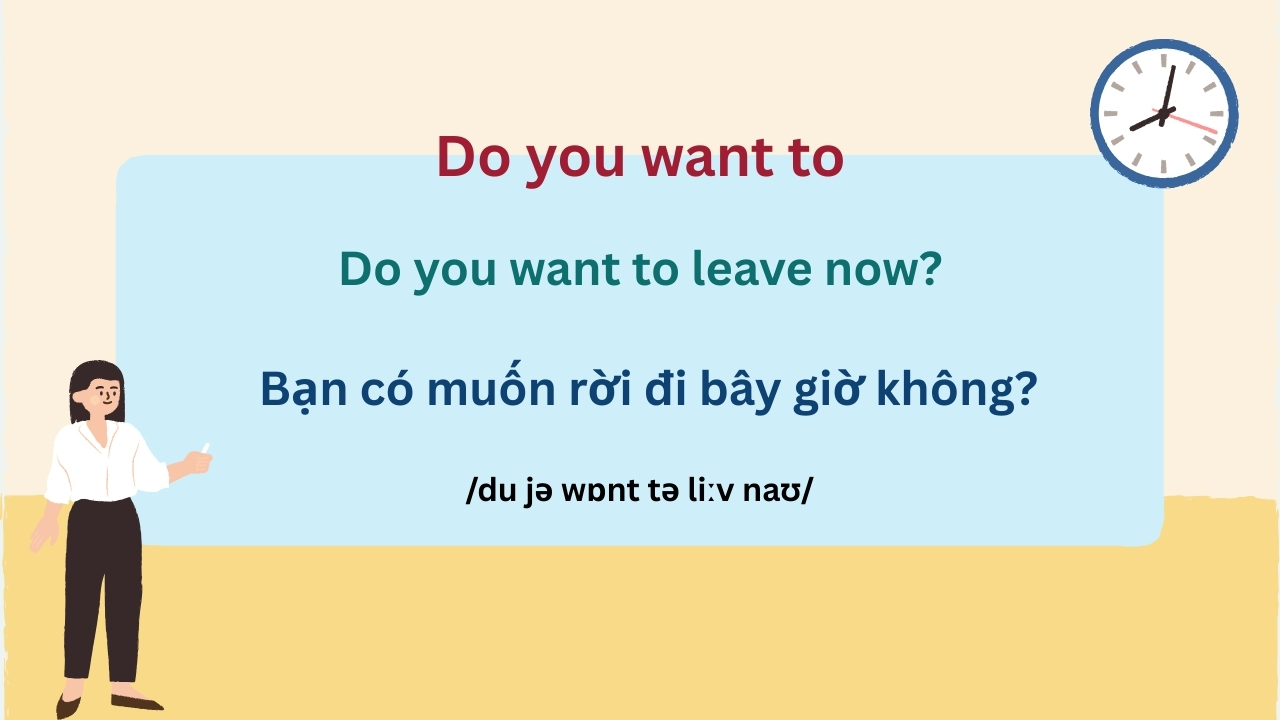 Do you want to
Do you want to leave now?
Bạn có muốn rời đi bây giờ không?
/du jə wɒnt tə liːv naʊ/